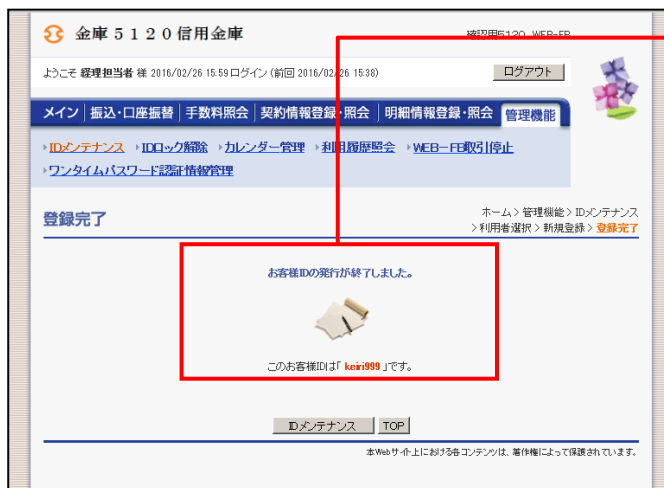 金庫5120信用金庫
確認用5120 WEB-FB
ようこそ 経理担当者 様 2016/02/26 15:59ログイン (前回 2016/02/26 15:38)
ログアウト
メイン 振込・口座振替 手数料照会 契約情報登録・照会 明細情報登録・照会 管理機能
IDメンテナンス IDロック解除 カレンダー管理 利用履歴照会 WEB-FB取引停止
ワンタイムパスワード認証情報管理
登録完了
ホーム > 管理機能 > IDメンテナンス
> 利用者選択 > 新規登録 > 登録完了
お客様IDの発行が終了しました。
このお客様IDは「 keiri999 」です。
IDメンテナンス TOP
本Webサイト上における各コンテンツは、著作権によって保護されています。